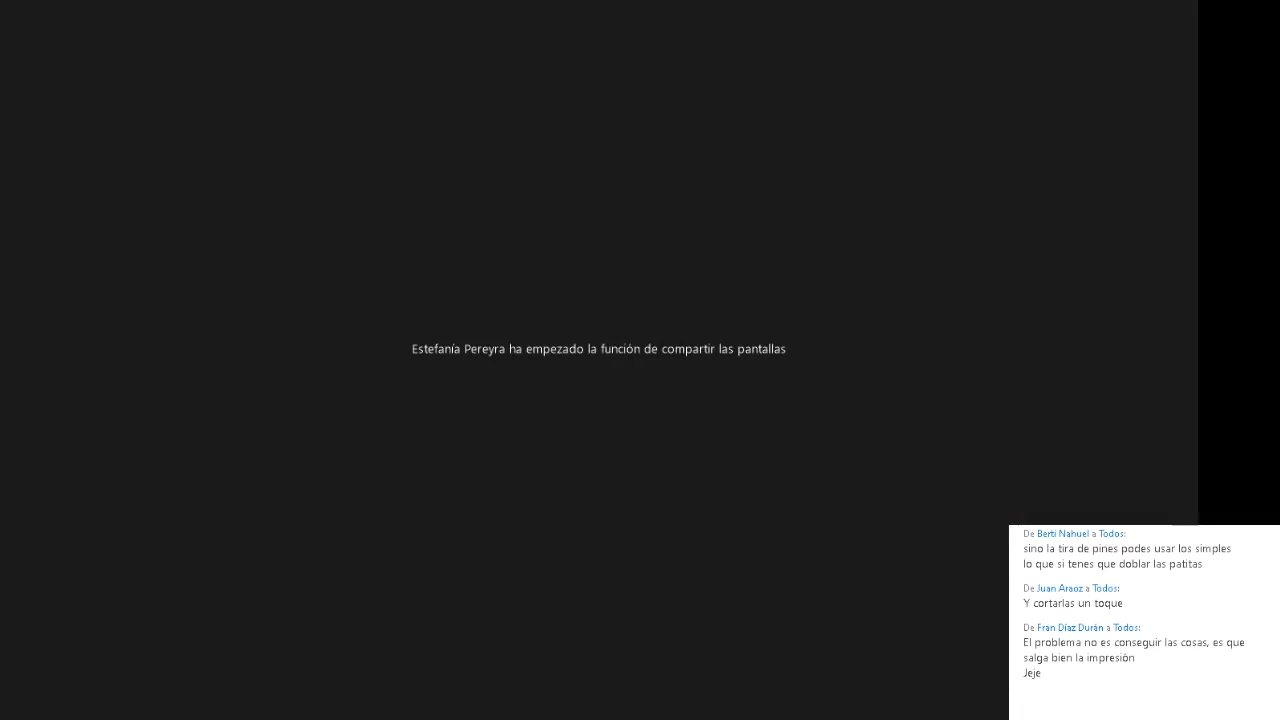 Estefanía Pereyra ha empezado la función de compartir las pantallas
De Berti Nahuel a Todos:
sino la tira de pines podes usar los simples
lo que si tenes que doblar las patitas
De Juan Araoz a Todos:
Y cortarlas un toque
De Fran Díaz Durán a Todos:
El problema no es conseguir las cosas, es que
salga bien la impresión
Jeje